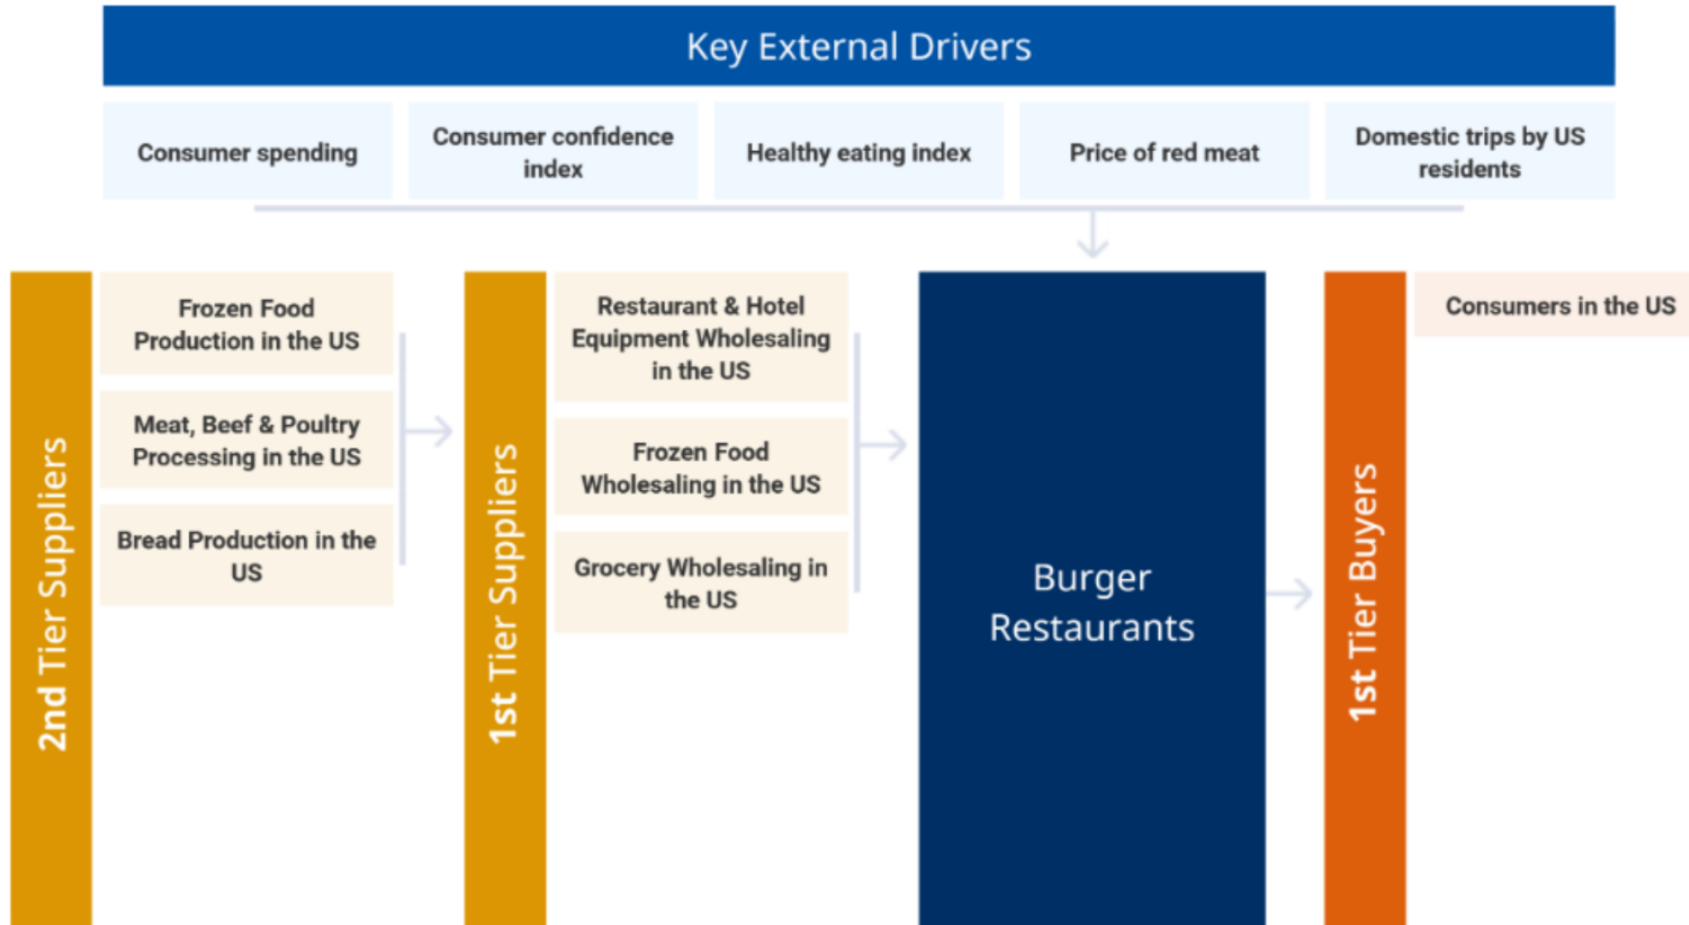 Key External Drivers
Consumer spending
Consumer confidence
index
Healthy eating index
Price of red meat
Domestic trips by US
residents
2nd Tier Suppliers
Frozen Food
Production in the US
Meat, Beef & Poultry
Processing in the US
Bread Production in the
US
1st Tier Suppliers
Restaurant & Hotel
Equipment Wholesaling
in the US
Frozen Food
Wholesaling in the US
Grocery Wholesaling in
the US
Burger
Restaurants
1st Tier Buyers
Consumers in the US